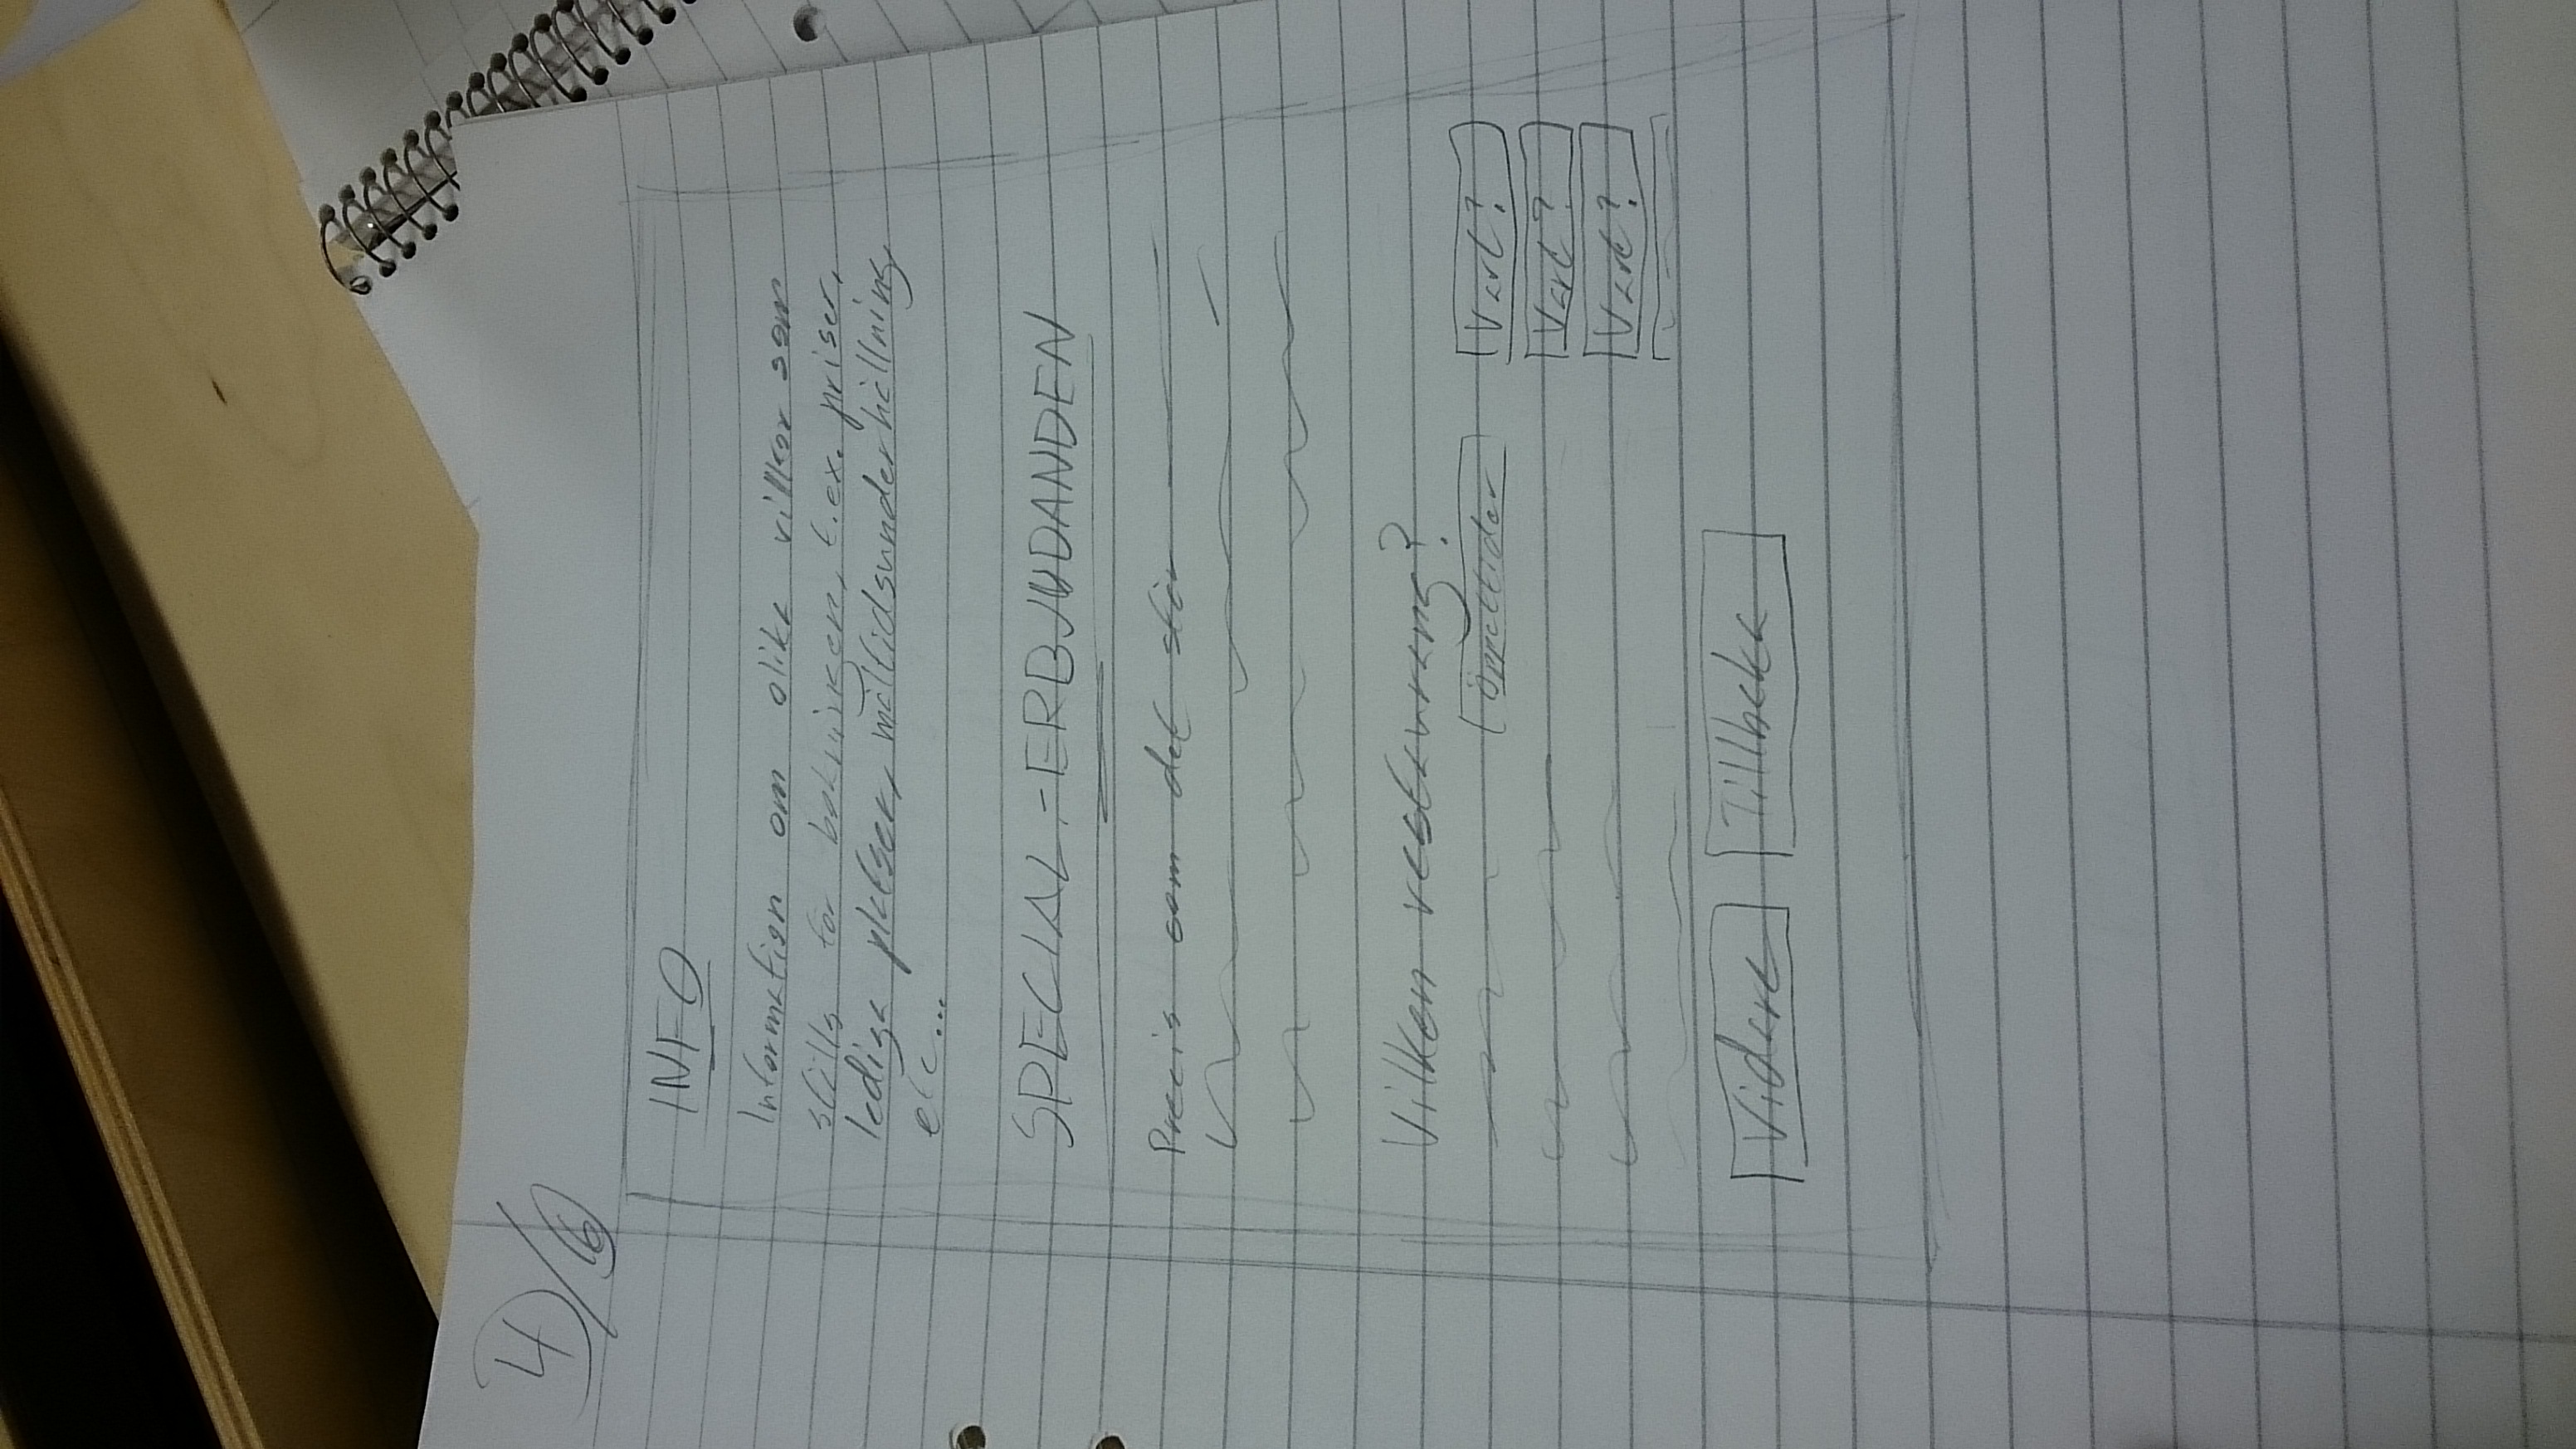 4/6
INFO
Information om olika villkor som
ställs för bokningen, t.ex. priser,
lediga platser, måltidsunderhållning,
etc...
SPECIAL-ERBJUDANDEN
Precis som det står
Vilken restaurang?
Öppettider Vart?
Vart?
Vart?
Vidare Tillbaka